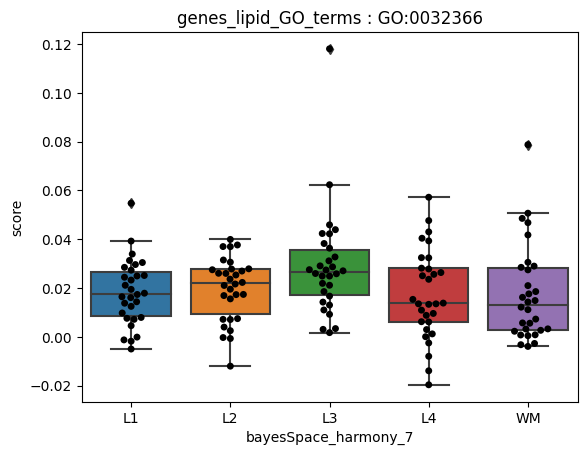 genes_lipid_GO_terms : GO:0032366
0.12
0.10
0.08
0.06
0.04
0.02
0.00
−0.02
score
L1 L2 L3 L4 WM
bayesSpace_harmony_7